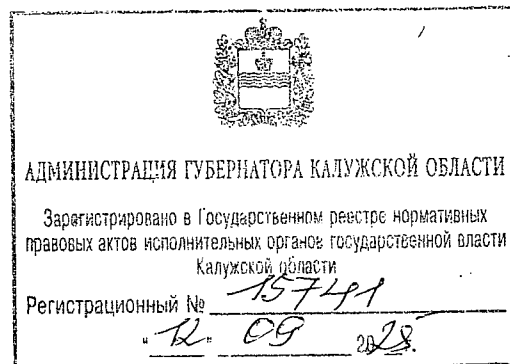 АДМИНИСТРАЦИЯ ГУБЕРНАТОРА КАЛУЖСКОЙ ОБЛАСТИ
Зарегистрировано в Государственном реестре нормативных
правовых актов исполнительных органов государственной власти
Калужской области
Регистрационный № 15741
"12" 09 20